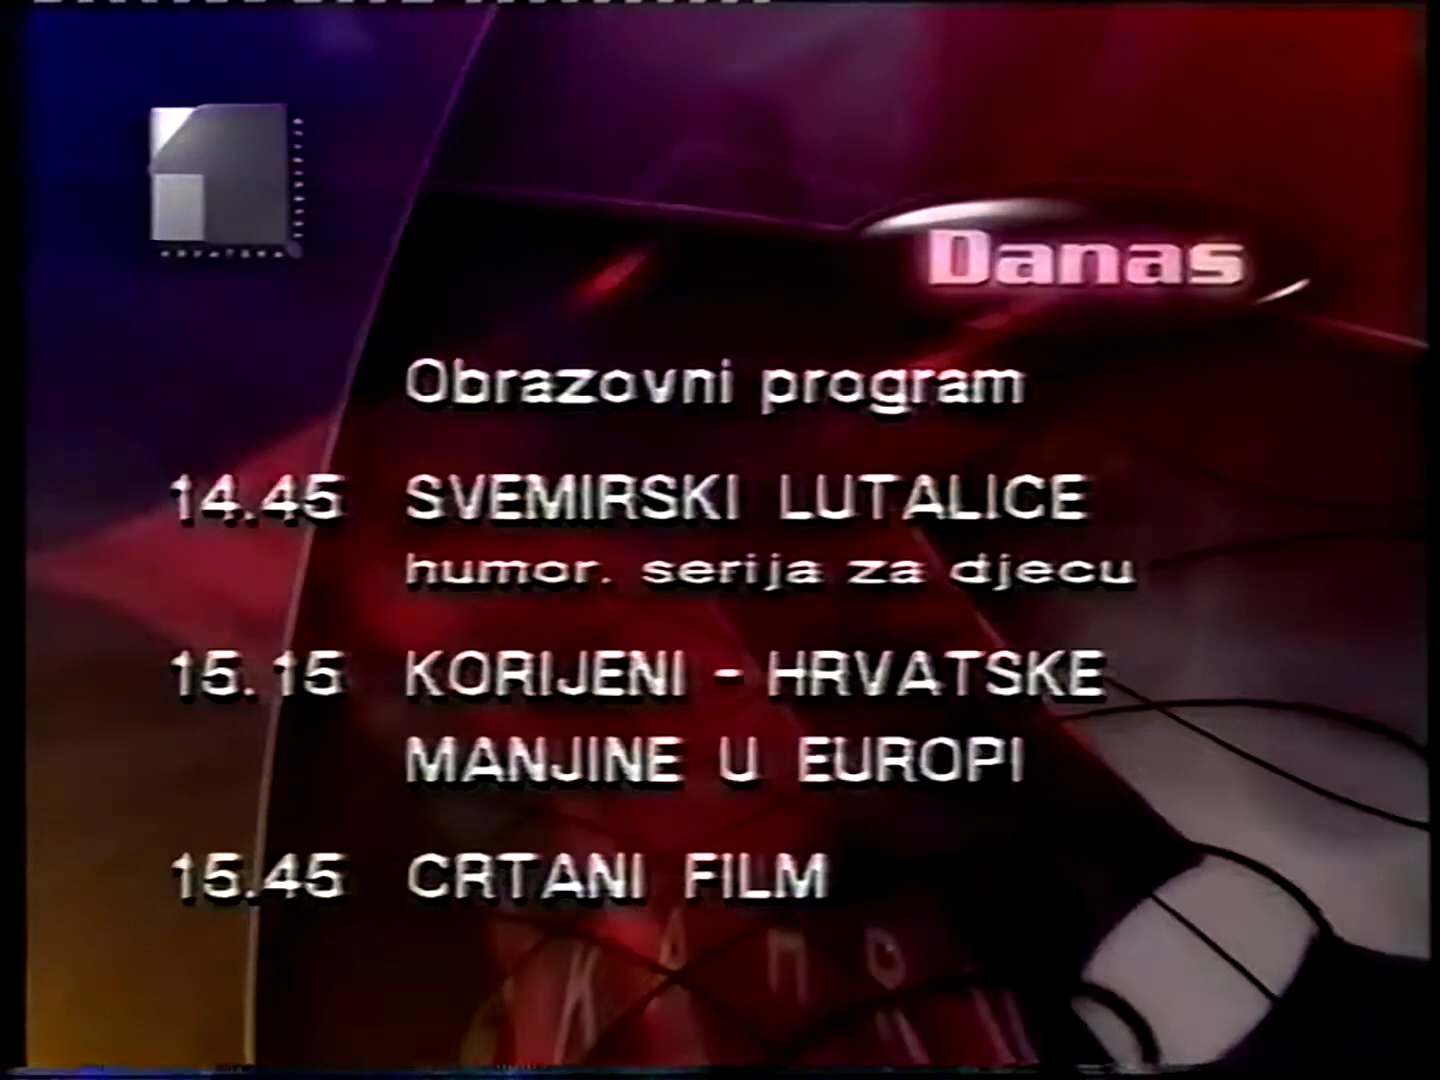 Danas
Obrazovni program
14.45 SVEMIRSKI LUTALICE
humor. serija za djecu
15.15 KORIJENI - HRVATSKE
MANJINE U EUROPI
15.45 CRTANI FILM
HRVATSKA